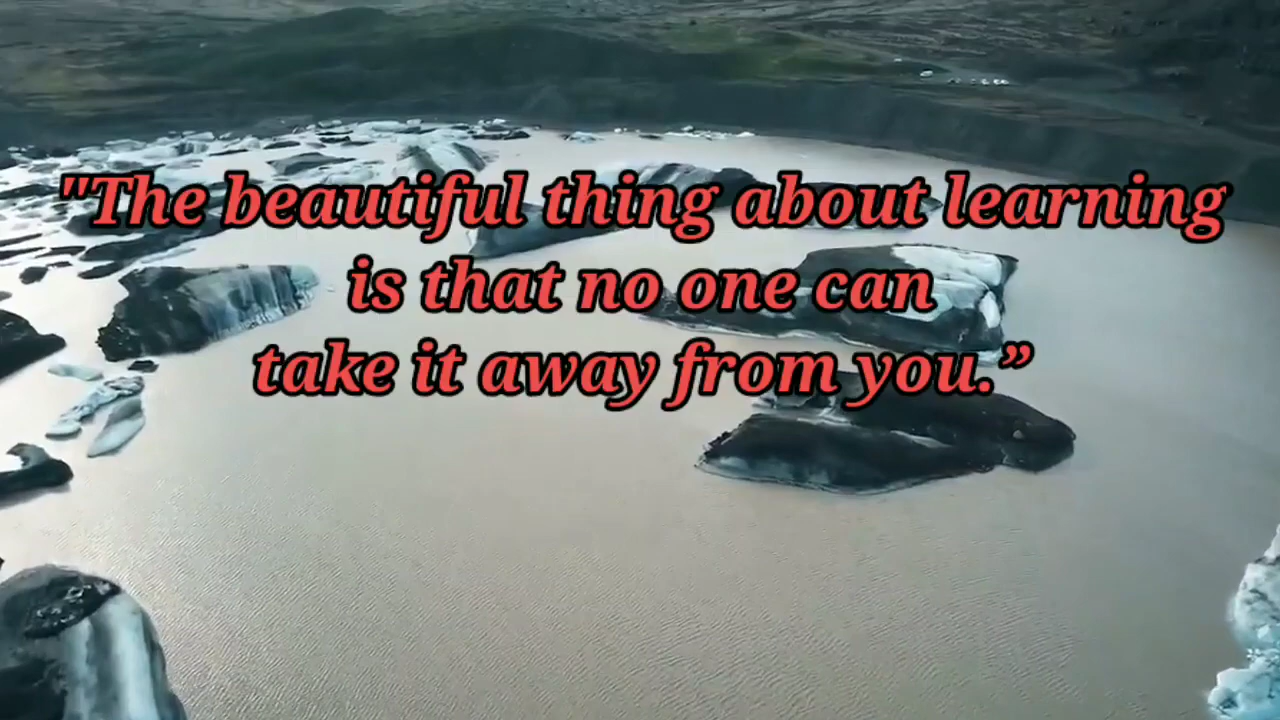 "The beautiful thing about learning
is that no one can
take it away from you.”